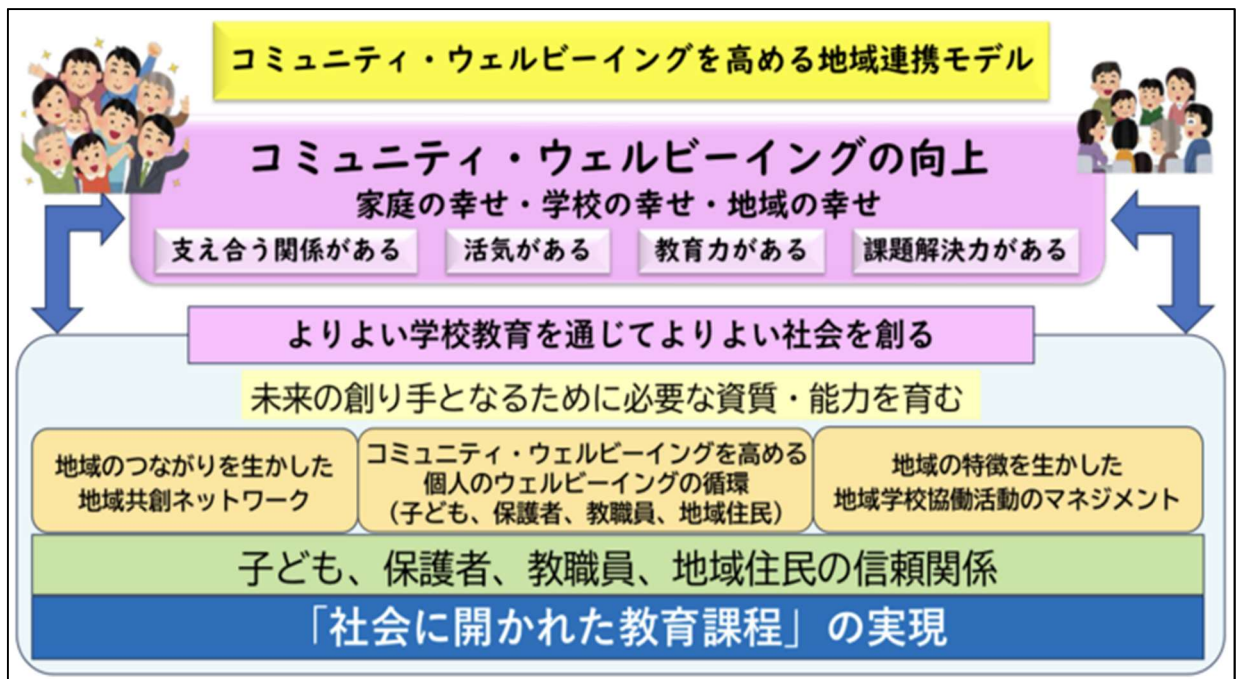 コミュニティ・ウェルビーイングを高める地域連携モデル
コミュニティ・ウェルビーイングの向上
家庭の幸せ・学校の幸せ・地域の幸せ
支え合う関係がある
活気がある
教育力がある
課題解決力がある
よりよい学校教育を通じてよりよい社会を創る
未来の創り手となるために必要な資質・能力を育む
地域のつながりを生かした
地域共創ネットワーク
コミュニティ・ウェルビーイングを高める
個人のウェルビーイングの循環
（子ども、保護者、教職員、地域住民）
地域の特徴を生かした
地域学校協働活動のマネジメント
子ども、保護者、教職員、地域住民の信頼関係
「社会に開かれた教育課程」の実現